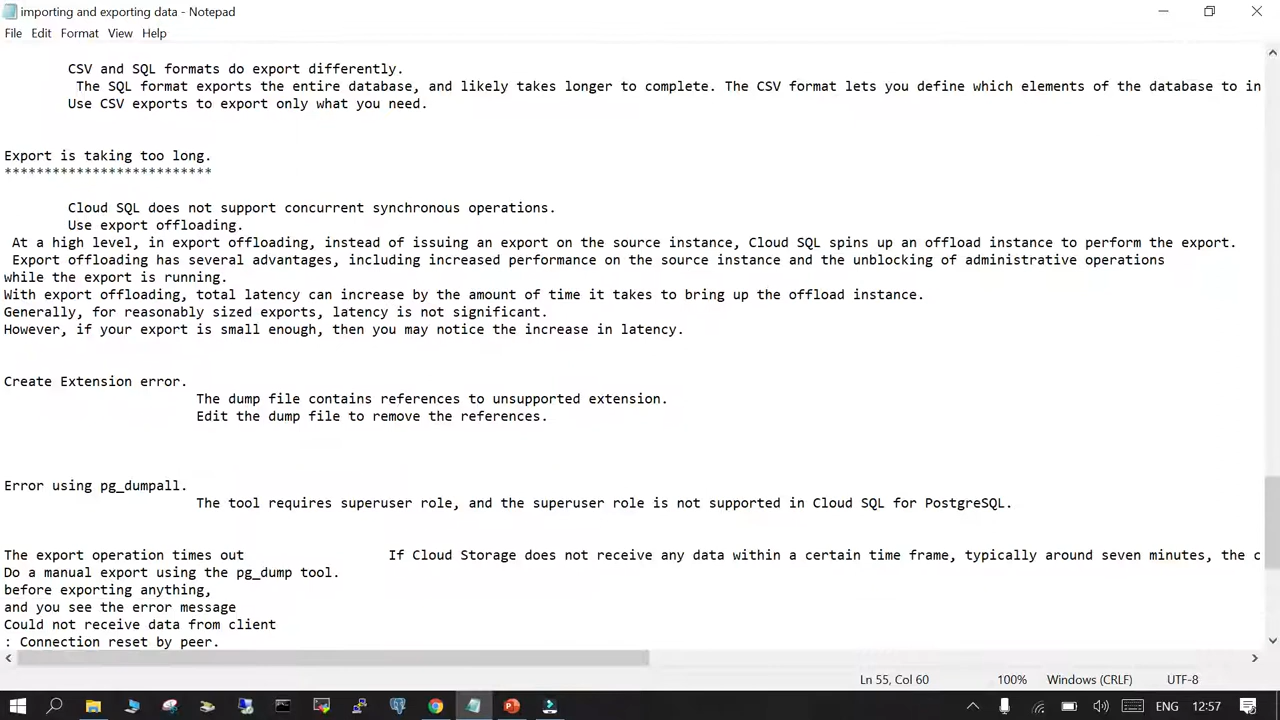 importing and exporting data - Notepad
File Edit Format View Help
CSV and SQL formats do export differently.
The SQL format exports the entire database, and likely takes longer to complete. The CSV format lets you define which elements of the database to in
Use CSV exports to export only what you need.
Export is taking too long.
**************************
Cloud SQL does not support concurrent synchronous operations.
Use export offloading.
At a high level, in export offloading, instead of issuing an export on the source instance, Cloud SQL spins up an offload instance to perform the export.
Export offloading has several advantages, including increased performance on the source instance and the unblocking of administrative operations
while the export is running.
With export offloading, total latency can increase by the amount of time it takes to bring up the offload instance.
Generally, for reasonably sized exports, latency is not significant.
However, if your export is small enough, then you may notice the increase in latency.
Create Extension error.
The dump file contains references to unsupported extension.
Edit the dump file to remove the references.
Error using pg_dumpall.
The tool requires superuser role, and the superuser role is not supported in Cloud SQL for PostgreSQL.
The export operation times out If Cloud Storage does not receive any data within a certain time frame, typically around seven minutes, the c
Do a manual export using the pg_dump tool.
before exporting anything,
and you see the error message
Could not receive data from client
: Connection reset by peer.
Ln 55, Col 60 100% Windows (CRLF) UTF-8
ENG 12:57